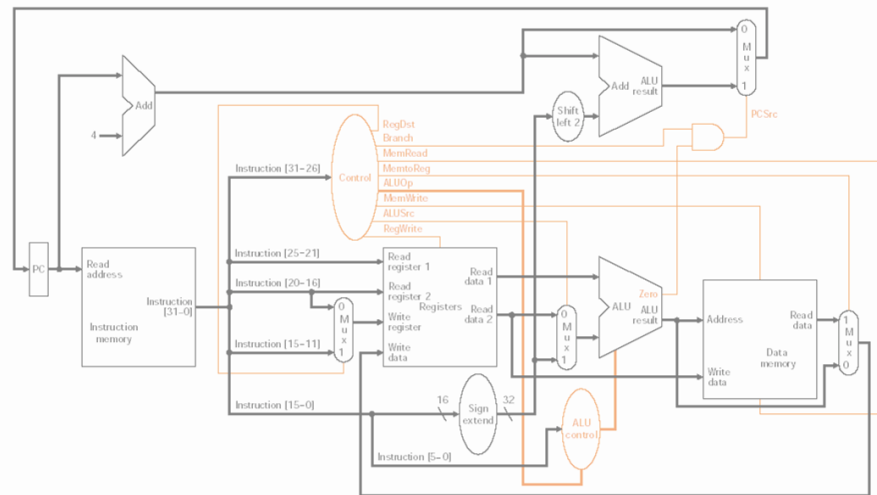 0
M
u
x
1
Add
ALU
result
Add
4
Shift
left 2
PCSrc
RegDst
Branch
MemRead
MemtoReg
ALUOp
MemWrite
ALUSrc
RegWrite
Control
Instruction [31–26]
Instruction [25–21]
Instruction [20–16]
Instruction [15–11]
Instruction [15–0]
Instruction [5–0]
PC
Read
address
Instruction
[31–0]
Instruction
memory
0
M
u
x
1
Read
register 1
Read
register 2
Write
register
Write
data
Registers
Read
data 1
Read
data 2
0
M
u
x
1
Zero
ALU
ALU
result
Address
Write
data
Read
data
Data
memory
1
M
u
x
0
16
Sign
extend
32
ALU
control